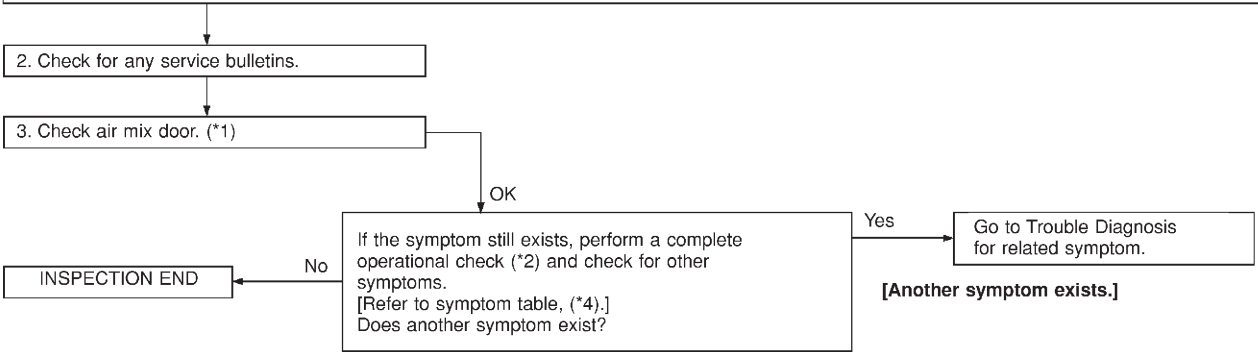 2. Check for any service bulletins.
3. Check air mix door. (*1)
OK
If the symptom still exists, perform a complete
operational check (*2) and check for other
symptoms.
[Refer to symptom table, (*4).]
Does another symptom exist?
Yes
Go to Trouble Diagnosis
for related symptom.
[Another symptom exists.]
No
INSPECTION END